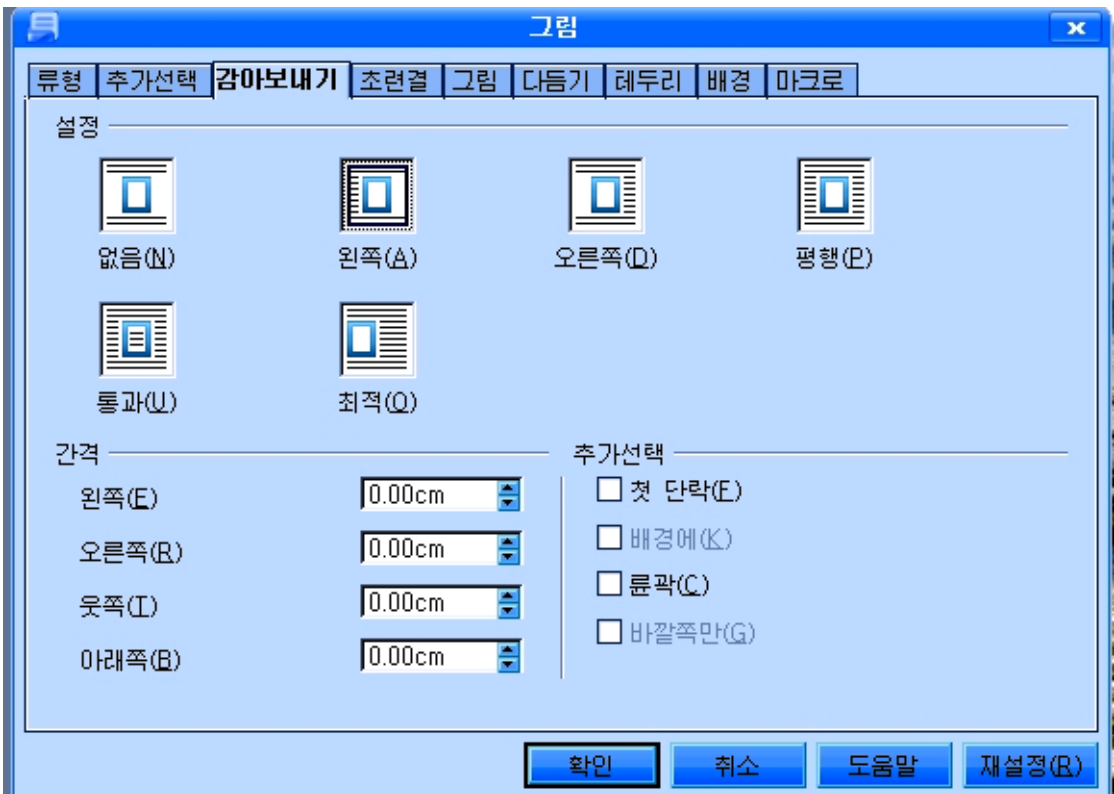 그림
류형 추가선택 감아보내기 초련결 그림 다듬기 테두리 배경 마크로
설정
없음(N) 왼쪽(A) 오른쪽(D) 평행(P)
통과(U) 최적(O)
간격 추가선택
왼쪽(E) 0.00cm 첫 단락(F)
오른쪽(R) 0.00cm 배경에(K)
웃쪽(T) 0.00cm 륜곽(C)
아래쪽(B) 0.00cm 바깥쪽만(G)
확인 취소 도움말 재설정(R)